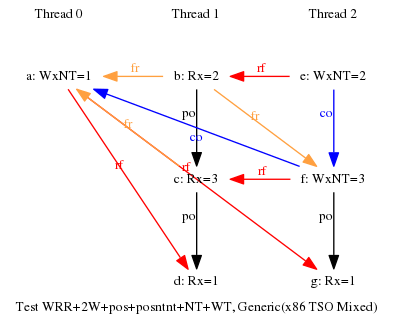 Thread 0 Thread 1 Thread 2
a: WxNT=1 fr b: Rx=2 rf e: WxNT=2
po fr co
fr co
rf rf c: Rx=3 rf f: WxNT=3
po po
d: Rx=1 g: Rx=1
Test WRR+2W+pos+posntnt+NT+WT, Generic(x86 TSO Mixed)